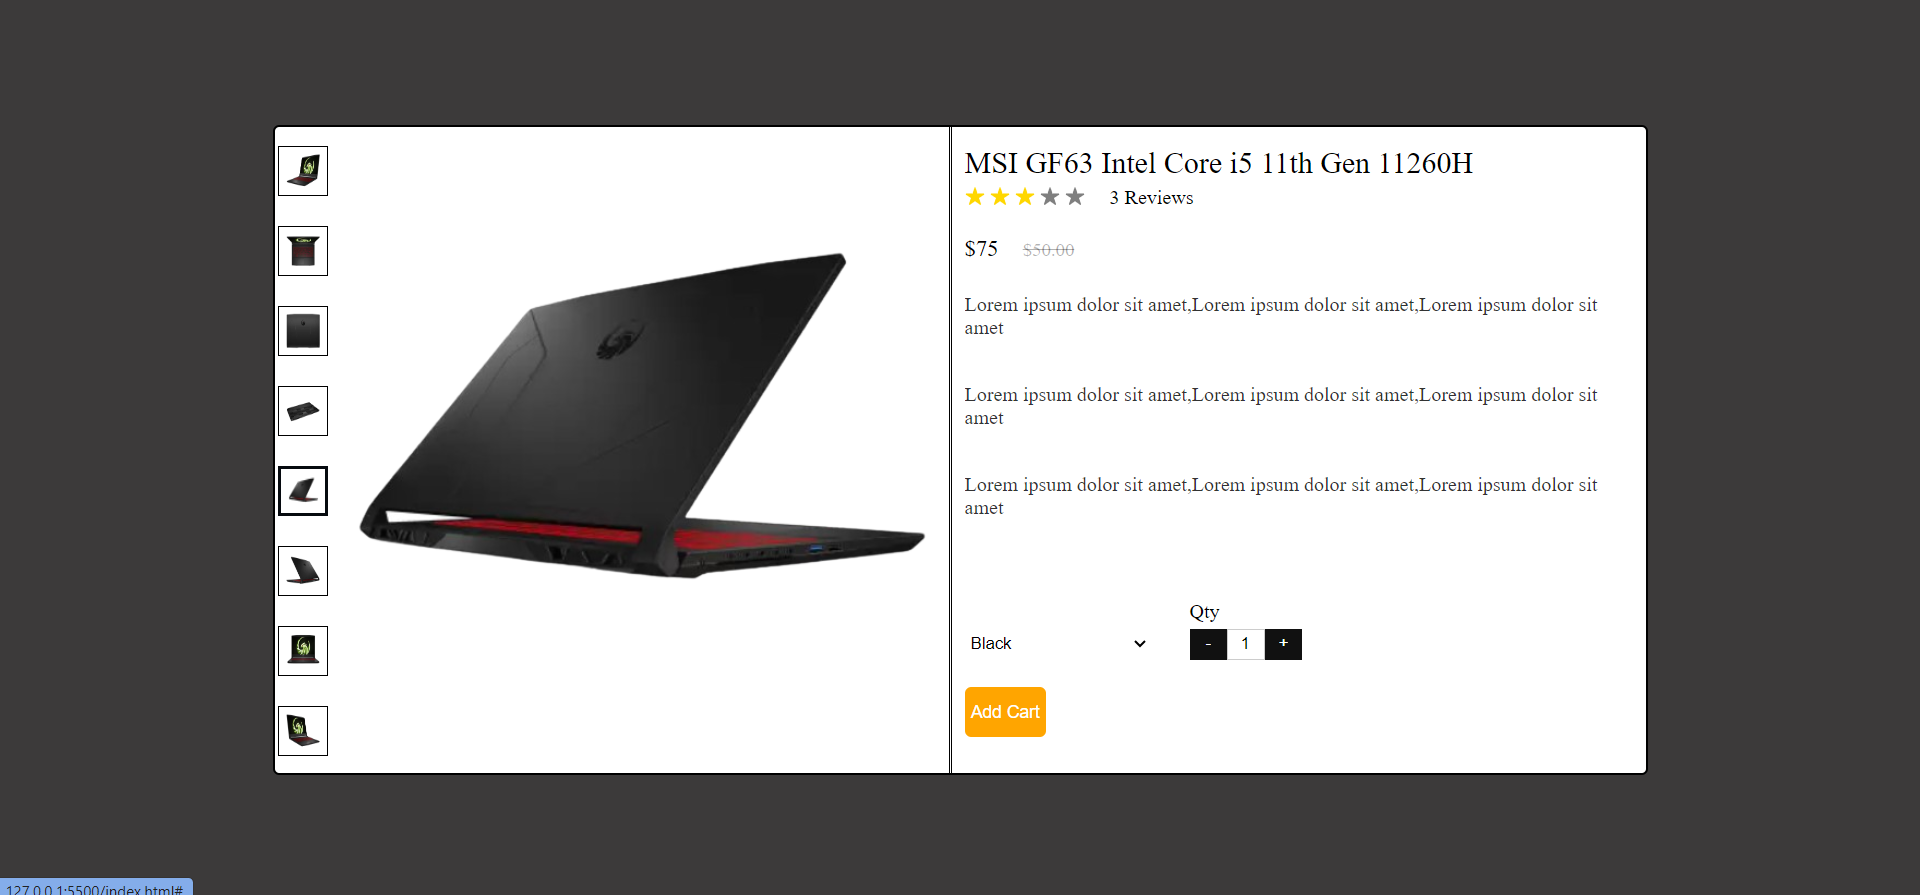 MSI GF63 Intel Core i5 11th Gen 11260H
3 Reviews
$75 $50.00
Lorem ipsum dolor sit amet,Lorem ipsum dolor sit amet,Lorem ipsum dolor sit
amet
Lorem ipsum dolor sit amet,Lorem ipsum dolor sit amet,Lorem ipsum dolor sit
amet
Lorem ipsum dolor sit amet,Lorem ipsum dolor sit amet,Lorem ipsum dolor sit
amet
Qty
Black - 1 +
Add Cart
127.0.0.1:5500/index.html#